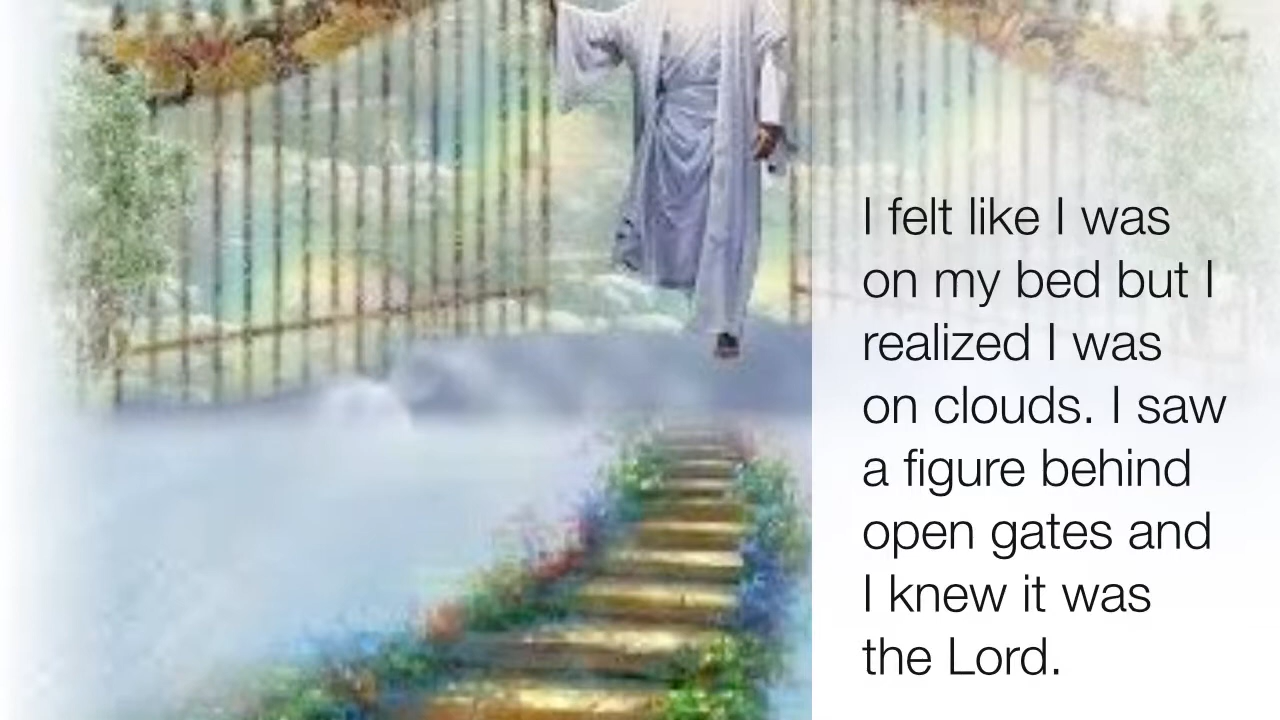 I felt like I was
on my bed but I
realized I was
on clouds. I saw
a figure behind
open gates and
I knew it was
the Lord.